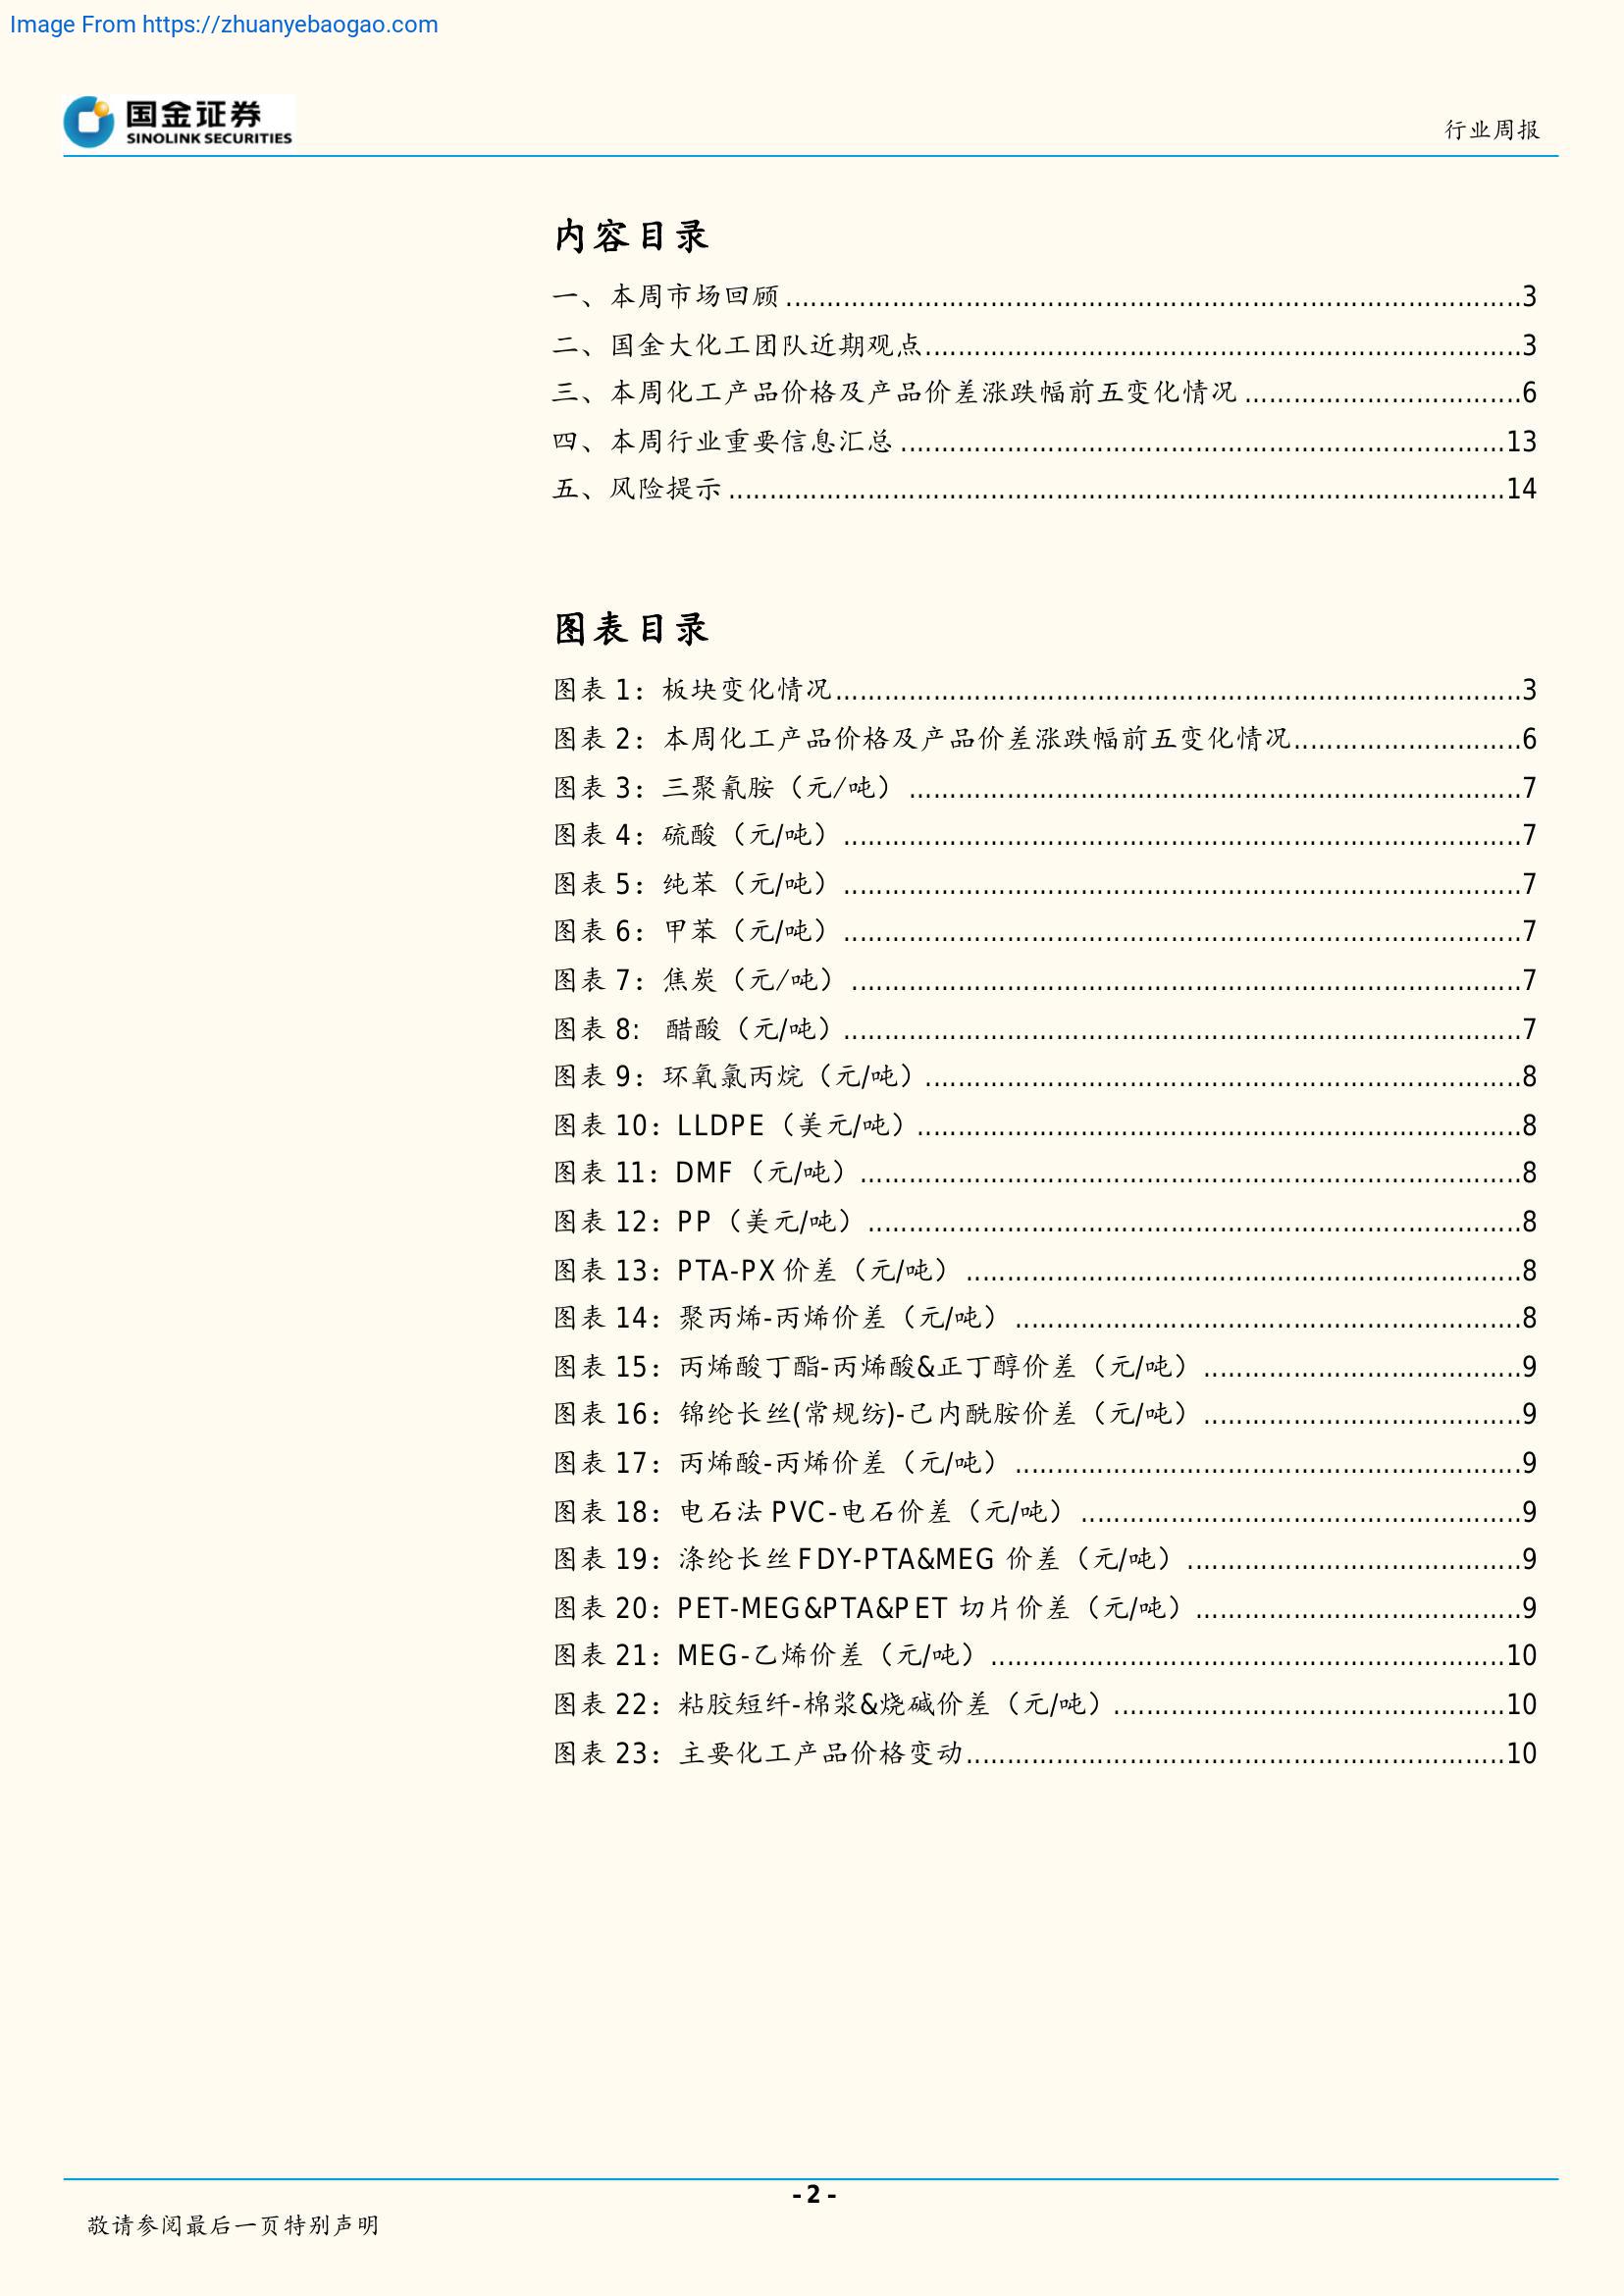 Image From https://zhuanyebaogao.com
国金证券
SINOLINK SECURITIES
行业周报
内容目录
一、本周市场回顾......3
二、国金大化工团队近期观点......3
三、本周化工产品价格及产品价差涨跌幅前五变化情况......6
四、本周行业重要信息汇总......13
五、风险提示......14
图表目录
图表 1：板块变化情况......3
图表 2：本周化工产品价格及产品价差涨跌幅前五变化情况......6
图表 3：三聚氰胺（元/吨）......7
图表 4：硫酸（元/吨）......7
图表 5：纯苯（元/吨）......7
图表 6：甲苯（元/吨）......7
图表 7：焦炭（元/吨）......7
图表 8: 醋酸（元/吨）......7
图表 9：环氧氯丙烷（元/吨）......8
图表 10：LLDPE（美元/吨）......8
图表 11：DMF（元/吨）......8
图表 12：PP（美元/吨）......8
图表 13：PTA-PX 价差（元/吨）......8
图表 14：聚丙烯-丙烯价差（元/吨）......8
图表 15：丙烯酸丁酯-丙烯酸&正丁醇价差（元/吨）......9
图表 16：锦纶长丝(常规纺)-己内酰胺价差（元/吨）......9
图表 17：丙烯酸-丙烯价差（元/吨）......9
图表 18：电石法 PVC-电石价差（元/吨）......9
图表 19：涤纶长丝 FDY-PTA&MEG 价差（元/吨）......9
图表 20：PET-MEG&PTA&PET 切片价差（元/吨）......9
图表 21：MEG-乙烯价差（元/吨）......10
图表 22：粘胶短纤-棉浆&烧碱价差（元/吨）......10
图表 23：主要化工产品价格变动......10
- 2 -
敬请参阅最后一页特别声明